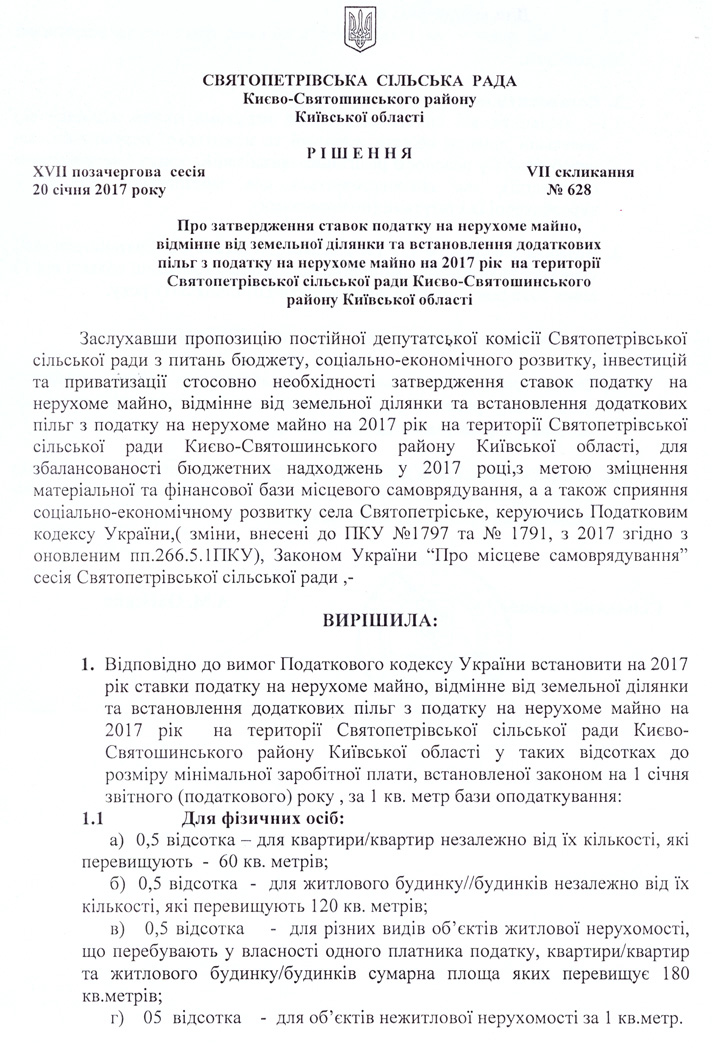 СВЯТОПЕТРІВСЬКА СІЛЬСЬКА РАДА
Києво-Святошинського району
Київської області
Р І Ш Е Н Н Я
XVII позачергова сесія VII скликання
20 січня 2017 року № 628
Про затвердження ставок податку на нерухоме майно,
відмінне від земельної ділянки та встановлення додаткових
пільг з податку на нерухоме майно на 2017 рік на території
Святопетрівської сільської ради Києво-Святошинського
району Київської області
Заслухавши пропозицію постійної депутатської комісії Святопетрівської
сільської ради з питань бюджету, соціально-економічного розвитку, інвестицій
та приватизації стосовно необхідності затвердження ставок податку на
нерухоме майно, відмінне від земельної ділянки та встановлення додаткових
пільг з податку на нерухоме майно на 2017 рік на території Святопетрівської
сільської ради Києво-Святошинського району Київської області, для
збалансованості бюджетних надходжень у 2017 році,з метою зміцнення
матеріальної та фінансової бази місцевого самоврядування, а а також сприяння
соціально-економічному розвитку села Святопетріське, керуючись Податковим
кодексу України,( зміни, внесені до ПКУ №1797 та № 1791, з 2017 згідно з
оновленим пп.266.5.1ПКУ), Законом України “Про місцеве самоврядування”
сесія Святопетрівської сільської ради ,-
ВИРІШИЛА:
1. Відповідно до вимог Податкового кодексу України встановити на 2017
рік ставки податку на нерухоме майно, відмінне від земельної ділянки
та встановлення додаткових пільг з податку на нерухоме майно на
2017 рік на території Святопетрівської сільської ради Києво-
Святошинського району Київської області у таких відсотках до
розміру мінімальної заробітної плати, встановленої законом на 1 січня
звітного (податкового) року , за 1 кв. метр бази оподаткування:
1.1 Для фізичних осіб:
а) 0,5 відсотка – для квартири/квартир незалежно від їх кількості, які
перевищують - 60 кв. метрів;
б) 0,5 відсотка - для житлового будинку//будинків незалежно від їх
кількості, які перевищують 120 кв. метрів;
в) 0,5 відсотка - для різних видів об’єктів житлової нерухомості,
що перебувають у власності одного платника податку, квартири/квартир
та житлового будинку/будинків сумарна площа яких перевищує 180
кв.метрів;
г) 05 відсотка - для об’єктів нежитлової нерухомості за 1 кв.метр.